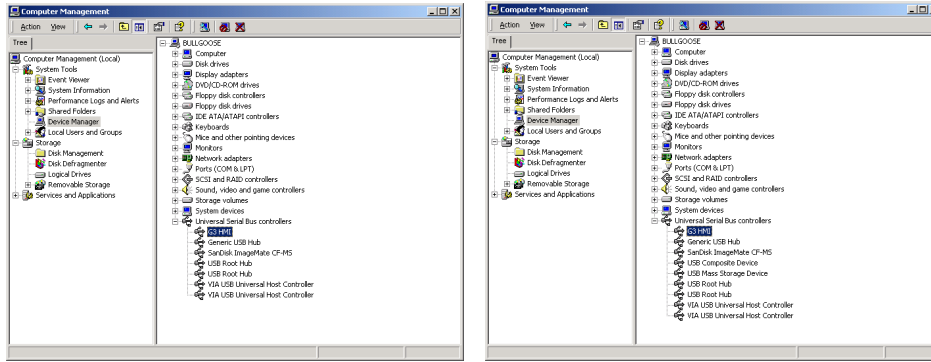 Computer Management
Action View
Tree
Computer Management (Local)
System Tools
Event Viewer
System Information
Performance Logs and Alerts
Shared Folders
Device Manager
Local Users and Groups
Storage
Disk Management
Disk Defragmenter
Logical Drives
Removable Storage
Services and Applications
BULLGOOSE
Computer
Disk drives
Display adapters
DVD/CD-ROM drives
Floppy disk controllers
Floppy disk drives
IDE ATA/ATAPI controllers
Keyboards
Mice and other pointing devices
Monitors
Network adapters
Ports (COM & LPT)
SCSI and RAID controllers
Sound, video and game controllers
Storage volumes
System devices
Universal Serial Bus controllers
G3 HMI
Generic USB Hub
SanDisk ImageMate CF-MS
USB Root Hub
USB Root Hub
VIA USB Universal Host Controller
VIA USB Universal Host Controller
Computer Management
Action View
Tree
Computer Management (Local)
System Tools
Event Viewer
System Information
Performance Logs and Alerts
Shared Folders
Device Manager
Local Users and Groups
Storage
Disk Management
Disk Defragmenter
Logical Drives
Removable Storage
Services and Applications
BULLGOOSE
Computer
Disk drives
Display adapters
DVD/CD-ROM drives
Floppy disk controllers
Floppy disk drives
IDE ATA/ATAPI controllers
Keyboards
Mice and other pointing devices
Monitors
Network adapters
Ports (COM & LPT)
SCSI and RAID controllers
Sound, video and game controllers
Storage volumes
System devices
Universal Serial Bus controllers
G3 HMI
Generic USB Hub
SanDisk ImageMate CF-MS
USB Composite Device
USB Mass Storage Device
USB Root Hub
USB Root Hub
VIA USB Universal Host Controller
VIA USB Universal Host Controller